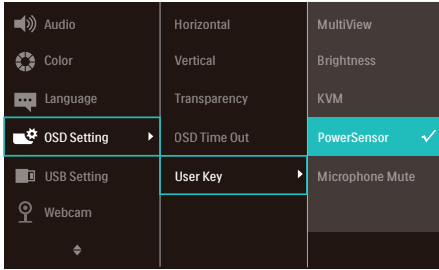 Audio
Color
Language
OSD Setting
USB Setting
Webcam
Horizontal
Vertical
Transparency
OSD Time Out
User Key
MultiView
Brightness
KVM
PowerSensor
Microphone Mute